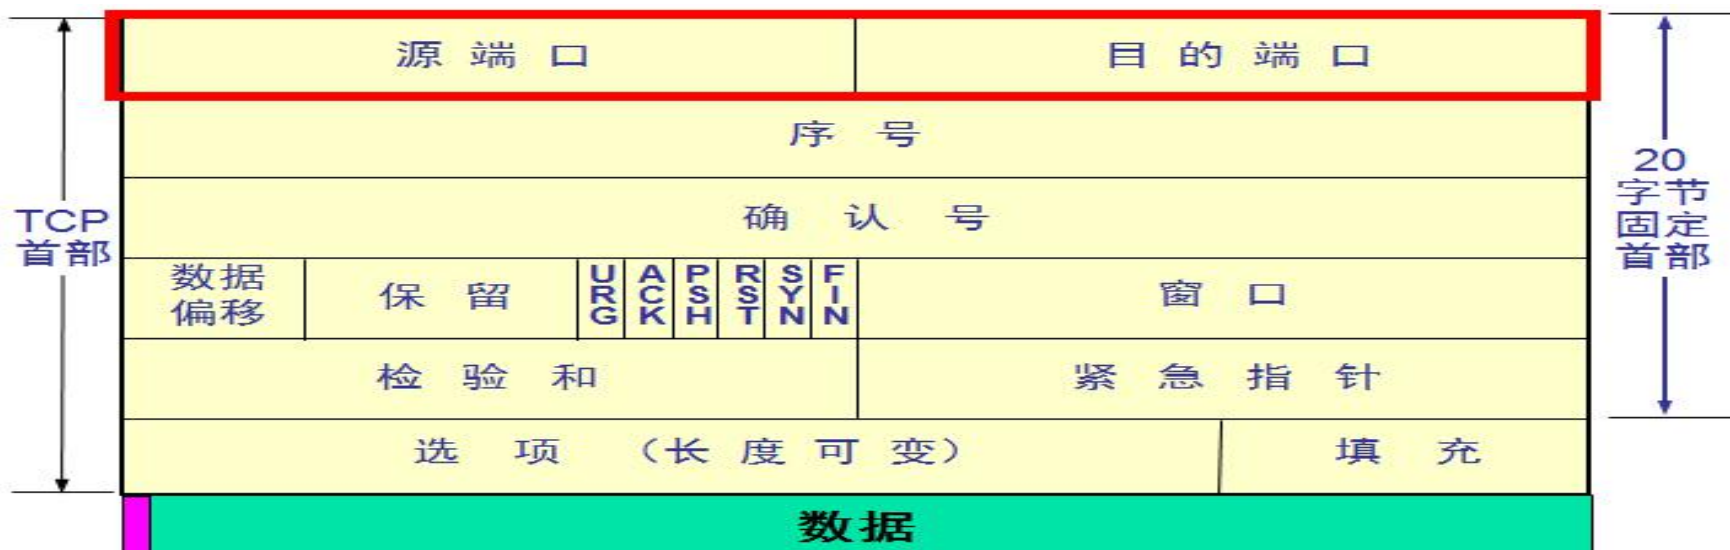 源端口 目的端口
序号
20
字节
固定
首部
TCP
首部
确认号
数据
偏移
保留
URG ACK PSH RST SYN FIN
窗口
检验和 紧急指针
选项（长度可变） 填充
数据